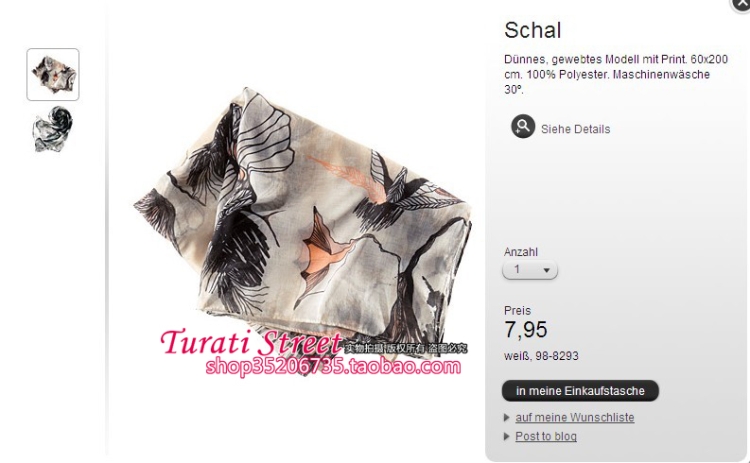 Schal
Dünnes, gewebtes Modell mit Print. 60x200
cm. 100% Polyester. Maschinenwäsche
30º.
Siehe Details
Anzahl
1
Preis
7,95
weiß, 98-8293
in meine Einkaufstasche
auf meine Wunschliste
Post to blog
Turati Street
实物拍摄 版权所有 盗图必究
shop35206735.taobao.com